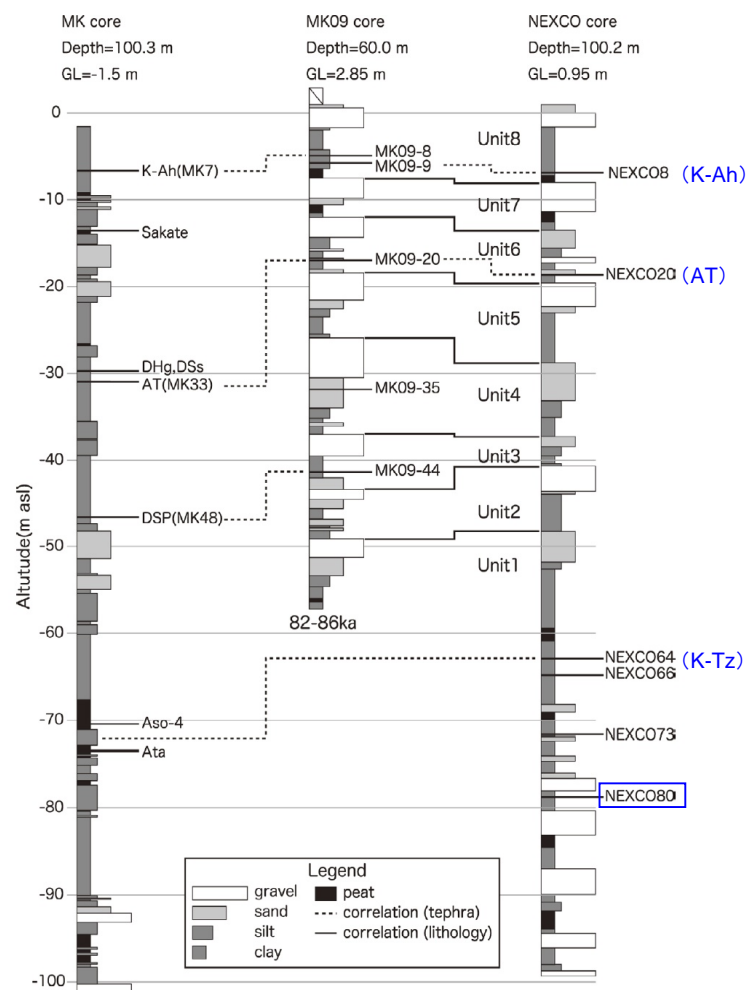 MK core
Depth=100.3 m
GL=-1.5 m
MK09 core
Depth=60.0 m
GL=2.85 m
NEXCO core
Depth=100.2 m
GL=0.95 m
Altutude(m asl)
0
-10
-20
-30
-40
-50
-60
-70
-80
-90
-100
K-Ah(MK7)
Sakate
DHg,DSs
AT(MK33)
DSP(MK48)
Aso-4
Ata
MK09-8
MK09-9
MK09-20
MK09-35
MK09-44
82-86ka
Unit8
Unit7
Unit6
Unit5
Unit4
Unit3
Unit2
Unit1
NEXCO8 (K-Ah)
NEXCO20 (AT)
NEXCO64 (K-Tz)
NEXCO66
NEXCO73
NEXCO80
Legend
gravel
sand
silt
clay
peat
correlation (tephra)
correlation (lithology)